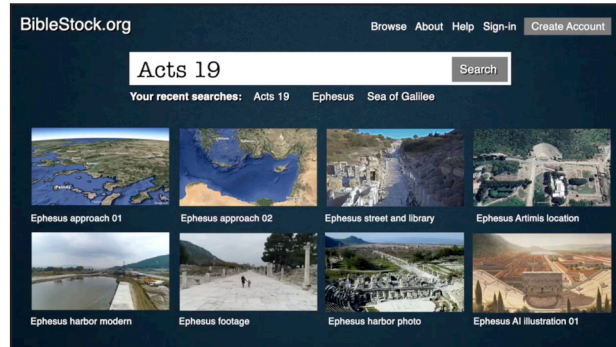 BibleStock.org
Browse About Help Sign-in Create Account
Acts 19
Search
Your recent searches: Acts 19 Ephesus Sea of Galilee
Patniói
Ephesus approach 01
Ephesus approach 02
Ephesus street and library
Ephesus Artimis location
Ephesus harbor modern
Ephesus footage
Ephesus harbor photo
Ephesus AI illustration 01